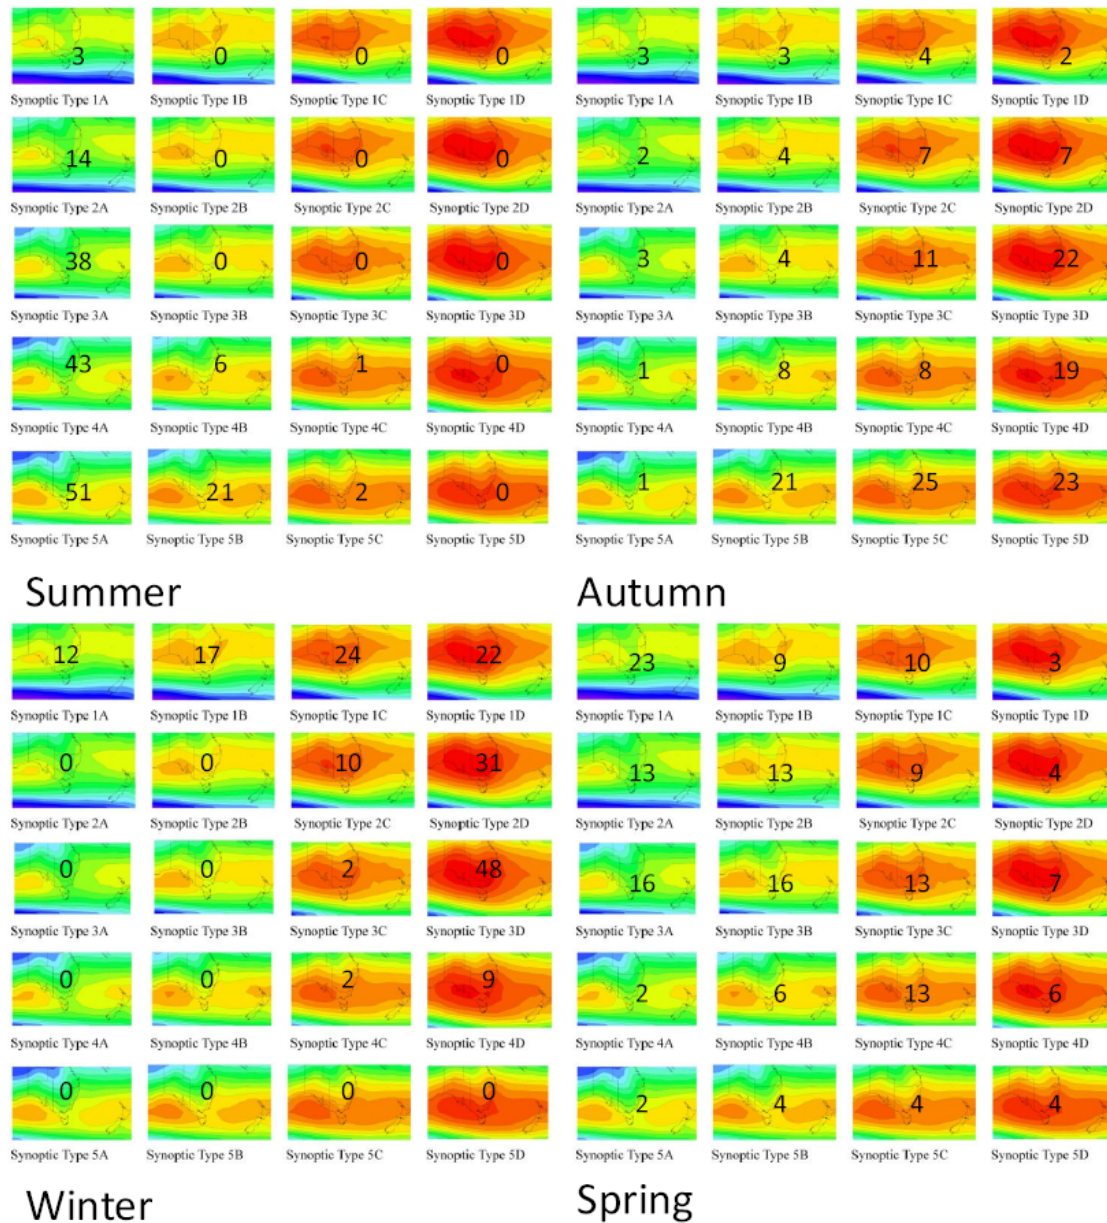 3 0 0 0 3 3 4 2
Synoptic Type 1A Synoptic Type 1B Synoptic Type 1C Synoptic Type 1D Synoptic Type 1A Synoptic Type 1B Synoptic Type 1C Synoptic Type 1D
14 0 0 0 2 4 7 7
Synoptic Type 2A Synoptic Type 2B Synoptic Type 2C Synoptic Type 2D Synoptic Type 2A Synoptic Type 2B Synoptic Type 2C Synoptic Type 2D
38 0 0 0 3 4 11 22
Synoptic Type 3A Synoptic Type 3B Synoptic Type 3C Synoptic Type 3D Synoptic Type 3A Synoptic Type 3B Synoptic Type 3C Synoptic Type 3D
43 6 1 0 1 8 8 19
Synoptic Type 4A Synoptic Type 4B Synoptic Type 4C Synoptic Type 4D Synoptic Type 4A Synoptic Type 4B Synoptic Type 4C Synoptic Type 4D
51 21 2 0 1 21 25 23
Synoptic Type 5A Synoptic Type 5B Synoptic Type 5C Synoptic Type 5D Synoptic Type 5A Synoptic Type 5B Synoptic Type 5C Synoptic Type 5D
Summer Autumn
12 17 24 22 23 9 10 3
Synoptic Type 1A Synoptic Type 1B Synoptic Type 1C Synoptic Type 1D Synoptic Type 1A Synoptic Type 1B Synoptic Type 1C Synoptic Type 1D
0 0 10 31 13 13 9 4
Synoptic Type 2A Synoptic Type 2B Synoptic Type 2C Synoptic Type 2D Synoptic Type 2A Synoptic Type 2B Synoptic Type 2C Synoptic Type 2D
0 0 2 48 16 16 13 7
Synoptic Type 3A Synoptic Type 3B Synoptic Type 3C Synoptic Type 3D Synoptic Type 3A Synoptic Type 3B Synoptic Type 3C Synoptic Type 3D
0 0 2 9 2 6 13 6
Synoptic Type 4A Synoptic Type 4B Synoptic Type 4C Synoptic Type 4D Synoptic Type 4A Synoptic Type 4B Synoptic Type 4C Synoptic Type 4D
0 0 0 0 2 4 4 4
Synoptic Type 5A Synoptic Type 5B Synoptic Type 5C Synoptic Type 5D Synoptic Type 5A Synoptic Type 5B Synoptic Type 5C Synoptic Type 5D
Winter Spring